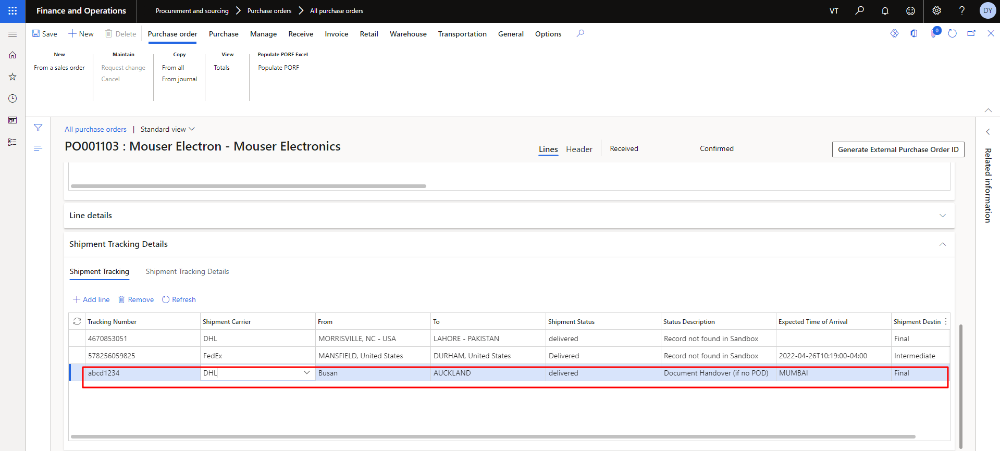 Finance and Operations
Procurement and sourcing
Purchase orders
All purchase orders
VT
DY
Save
New
Delete
Purchase order
Purchase
Manage
Receive
Invoice
Retail
Warehouse
Transportation
General
Options
0
New
From a sales order
Maintain
Request change
Cancel
Copy
From all
From journal
View
Totals
Populate PORF Excel
Populate PORF
All purchase orders | Standard view
PO001103 : Mouser Electron - Mouser Electronics
Lines
Header
Received
Confirmed
Generate External Purchase Order ID
Related information
Line details
Shipment Tracking Details
Shipment Tracking
Shipment Tracking Details
Add line
Remove
Refresh
Tracking Number Shipment Carrier From To Shipment Status Status Description Expected Time of Arrival Shipment Destin
4670853051 DHL MORRISVILLE, NC - USA LAHORE - PAKISTAN delivered Record not found in Sandbox Final
578256059825 FedEx MANSFIELD, United States DURHAM, United States Delivered Record not found in Sandbox 2022-04-26T10:19:00-04:00 Intermediate
abcd1234 DHL Busan AUCKLAND delivered Document Handover (if no POD) MUMBAI Final